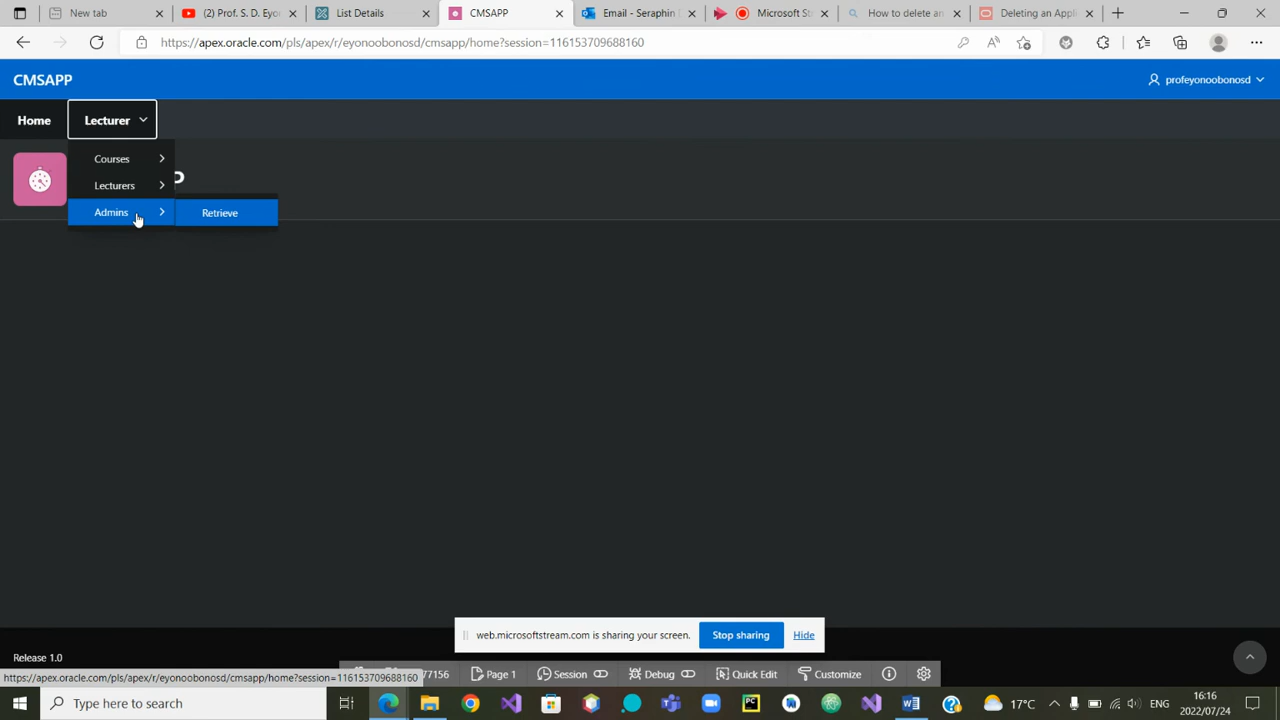 New tab
(2) Prof. S. D. Eyou
List Details
CMSAPP
Email - Seraphin
Microsoft St
How to delete an
Deleting an Appl
https://apex.oracle.com/pls/apex/r/eyonoobonosd/cmsapp/home?session=116153709688160
CMSAPP
profeyonoobonosd
Home
Lecturer
Courses
P
Lecturers
Admins
Retrieve
web.microsoftstream.com is sharing your screen.
Stop sharing
Hide
Release 1.0
https://apex.oracle.com/pls/apex/r/eyonoobonosd/cmsapp/home?session=116153709688160
77156
Page 1
Session
Debug
Quick Edit
Customize
Type here to search
17°C
ENG
16:16
2022/07/24